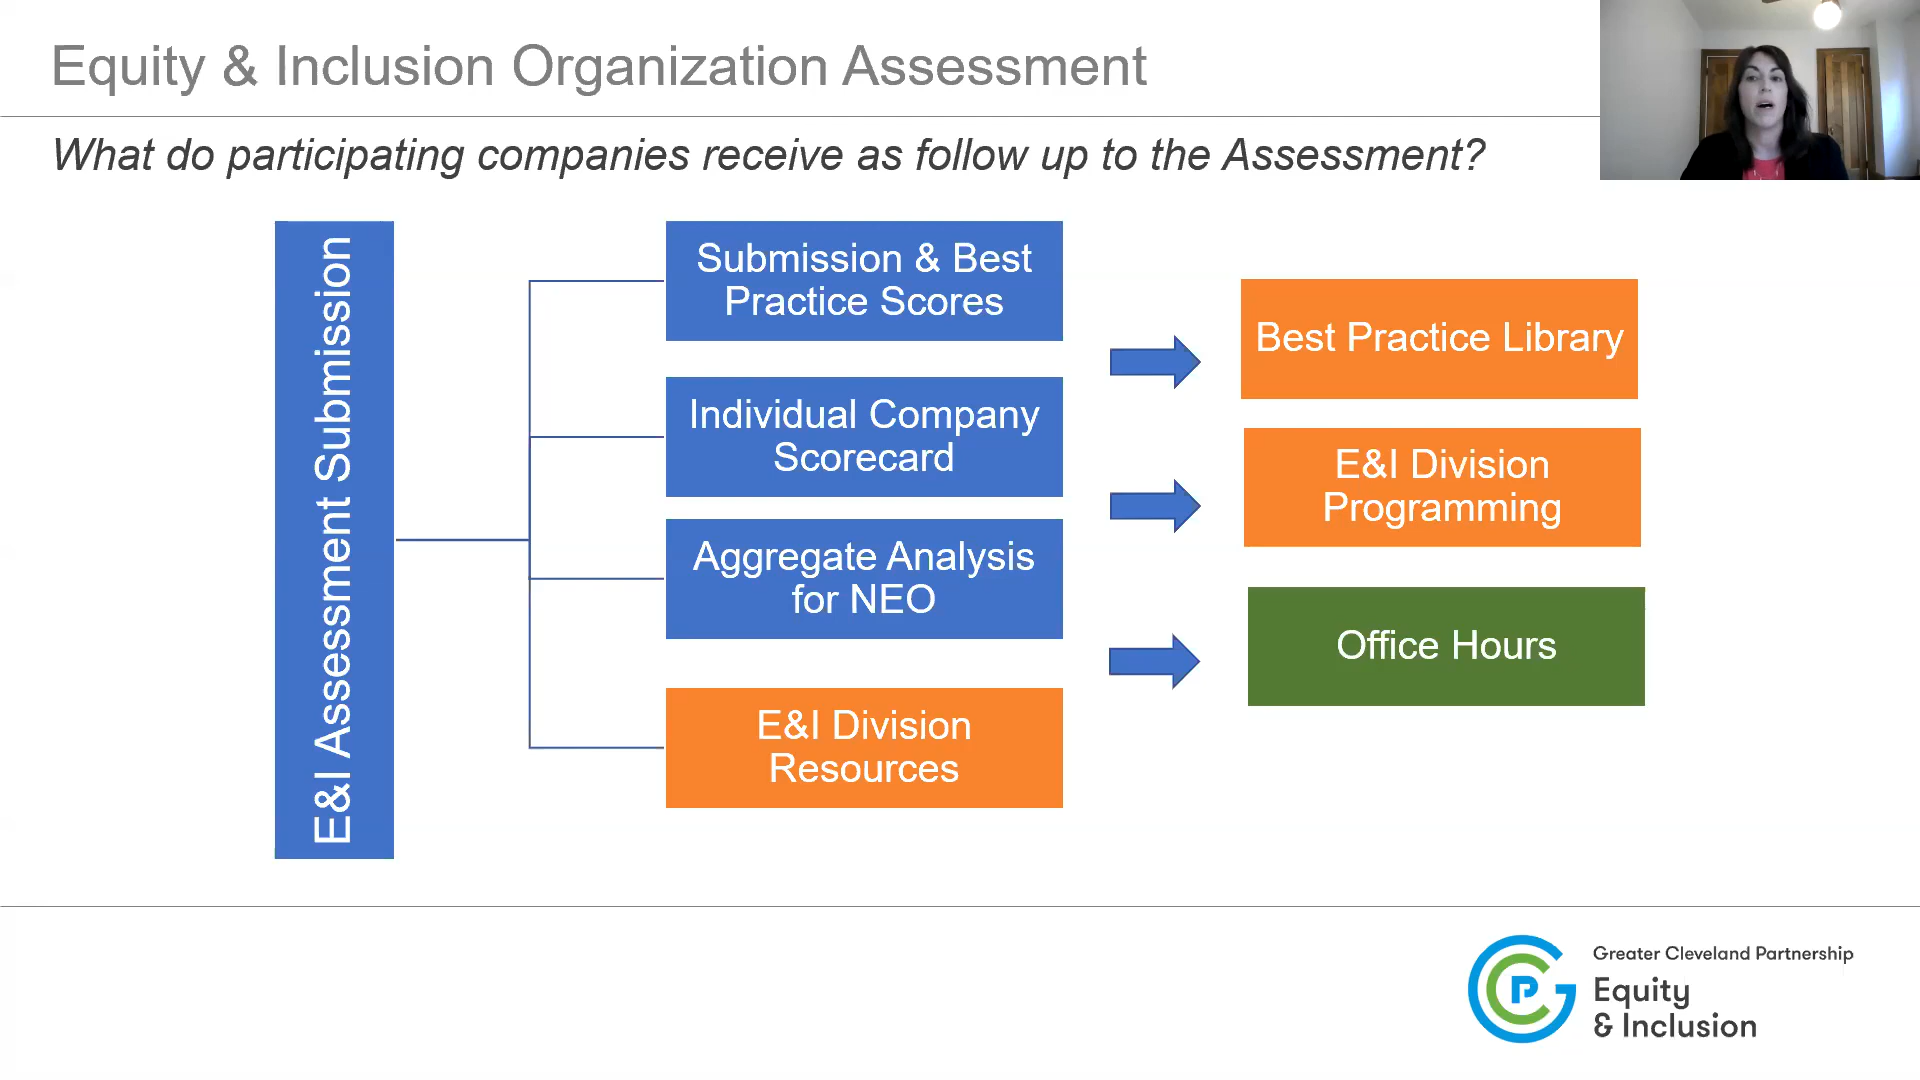 Equity & Inclusion Organization Assessment
What do participating companies receive as follow up to the Assessment?
E&I Assessment Submission
Submission & Best
Practice Scores
Individual Company
Scorecard
Aggregate Analysis
for NEO
E&I Division
Resources
Best Practice Library
E&I Division
Programming
Office Hours
GCP
Greater Cleveland Partnership
Equity
& Inclusion